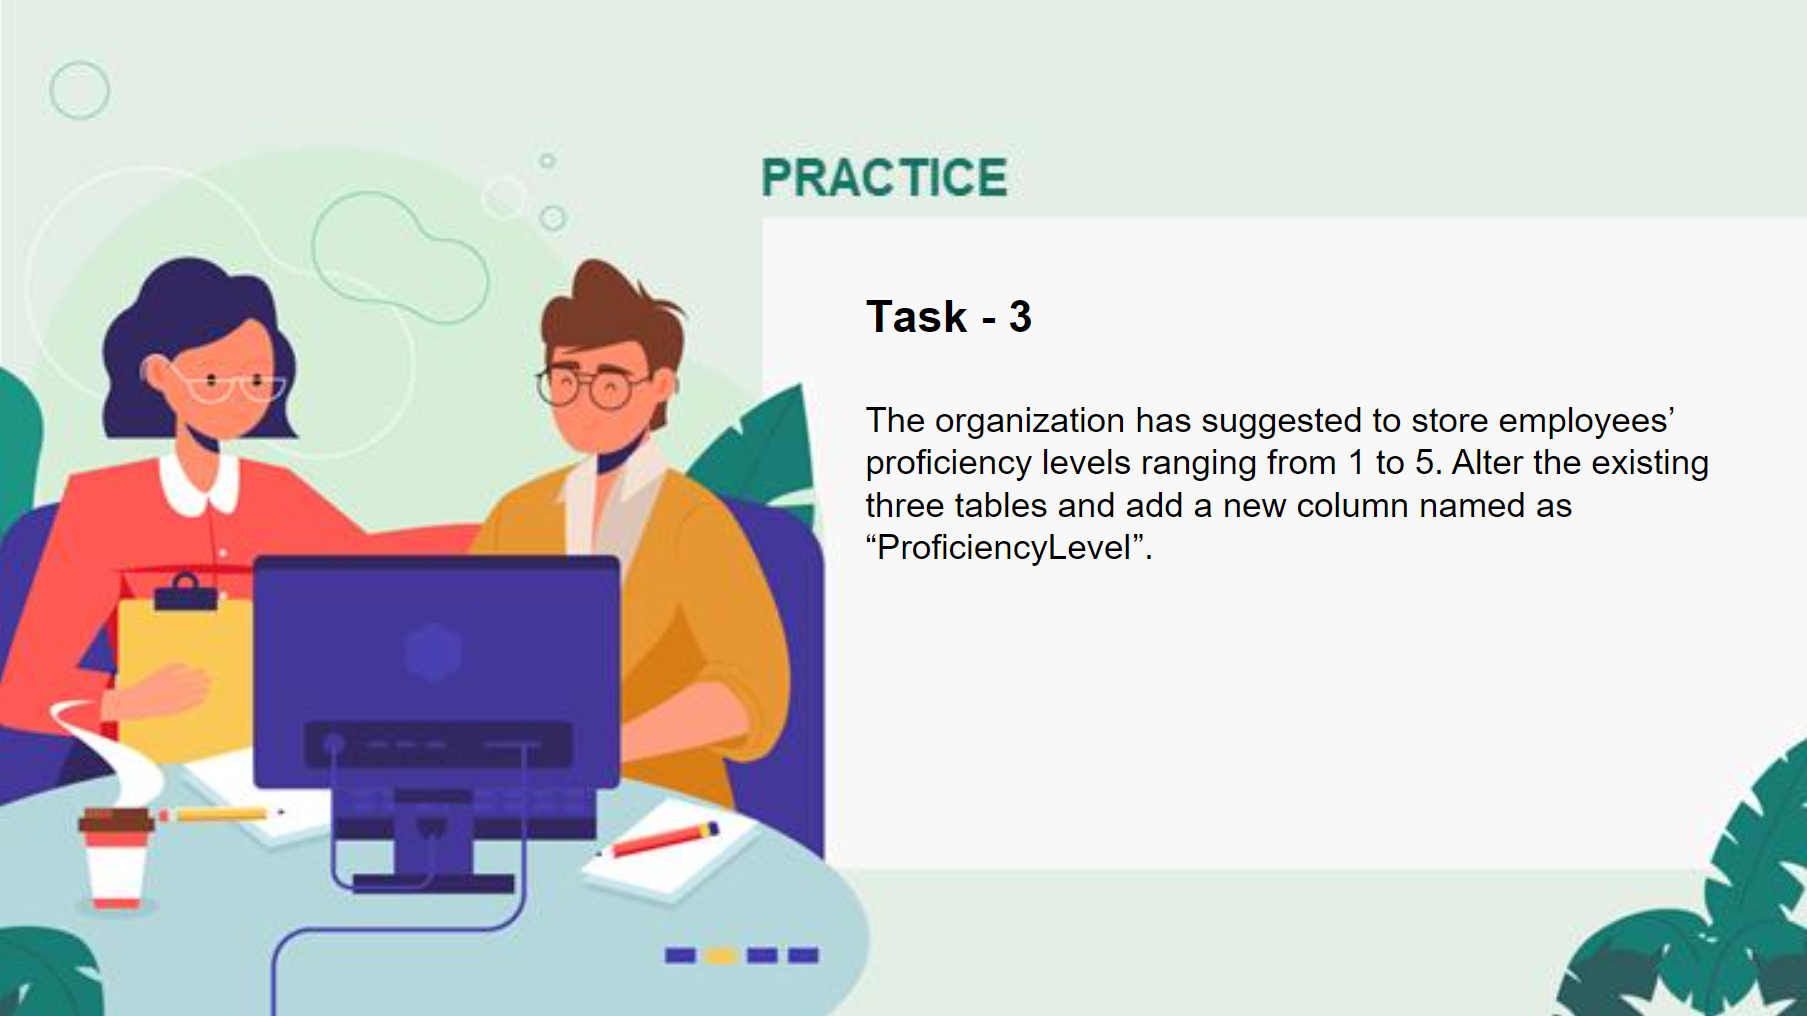 PRACTICE
Task - 3
The organization has suggested to store employees’
proficiency levels ranging from 1 to 5. Alter the existing
three tables and add a new column named as
“ProficiencyLevel”.